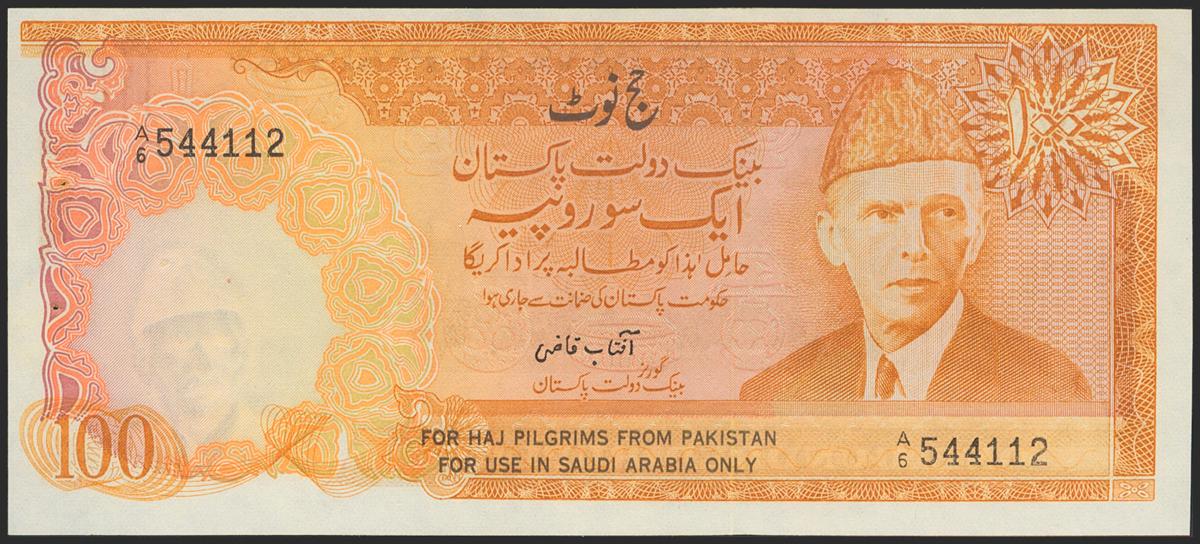 حج نوٹ
A/6 544112
بینک دولت پاکستان
ایک سو روپیہ
حامل ہٰذا کو مطالبہ پر ادا کریگا
حکومت پاکستان کی ضمانت سے جاری ہوا
آفتاب قاضی
گورنر
بینک دولت پاکستان
100
FOR HAJ PILGRIMS FROM PAKISTAN
FOR USE IN SAUDI ARABIA ONLY
A/6 544112
۱۰۰